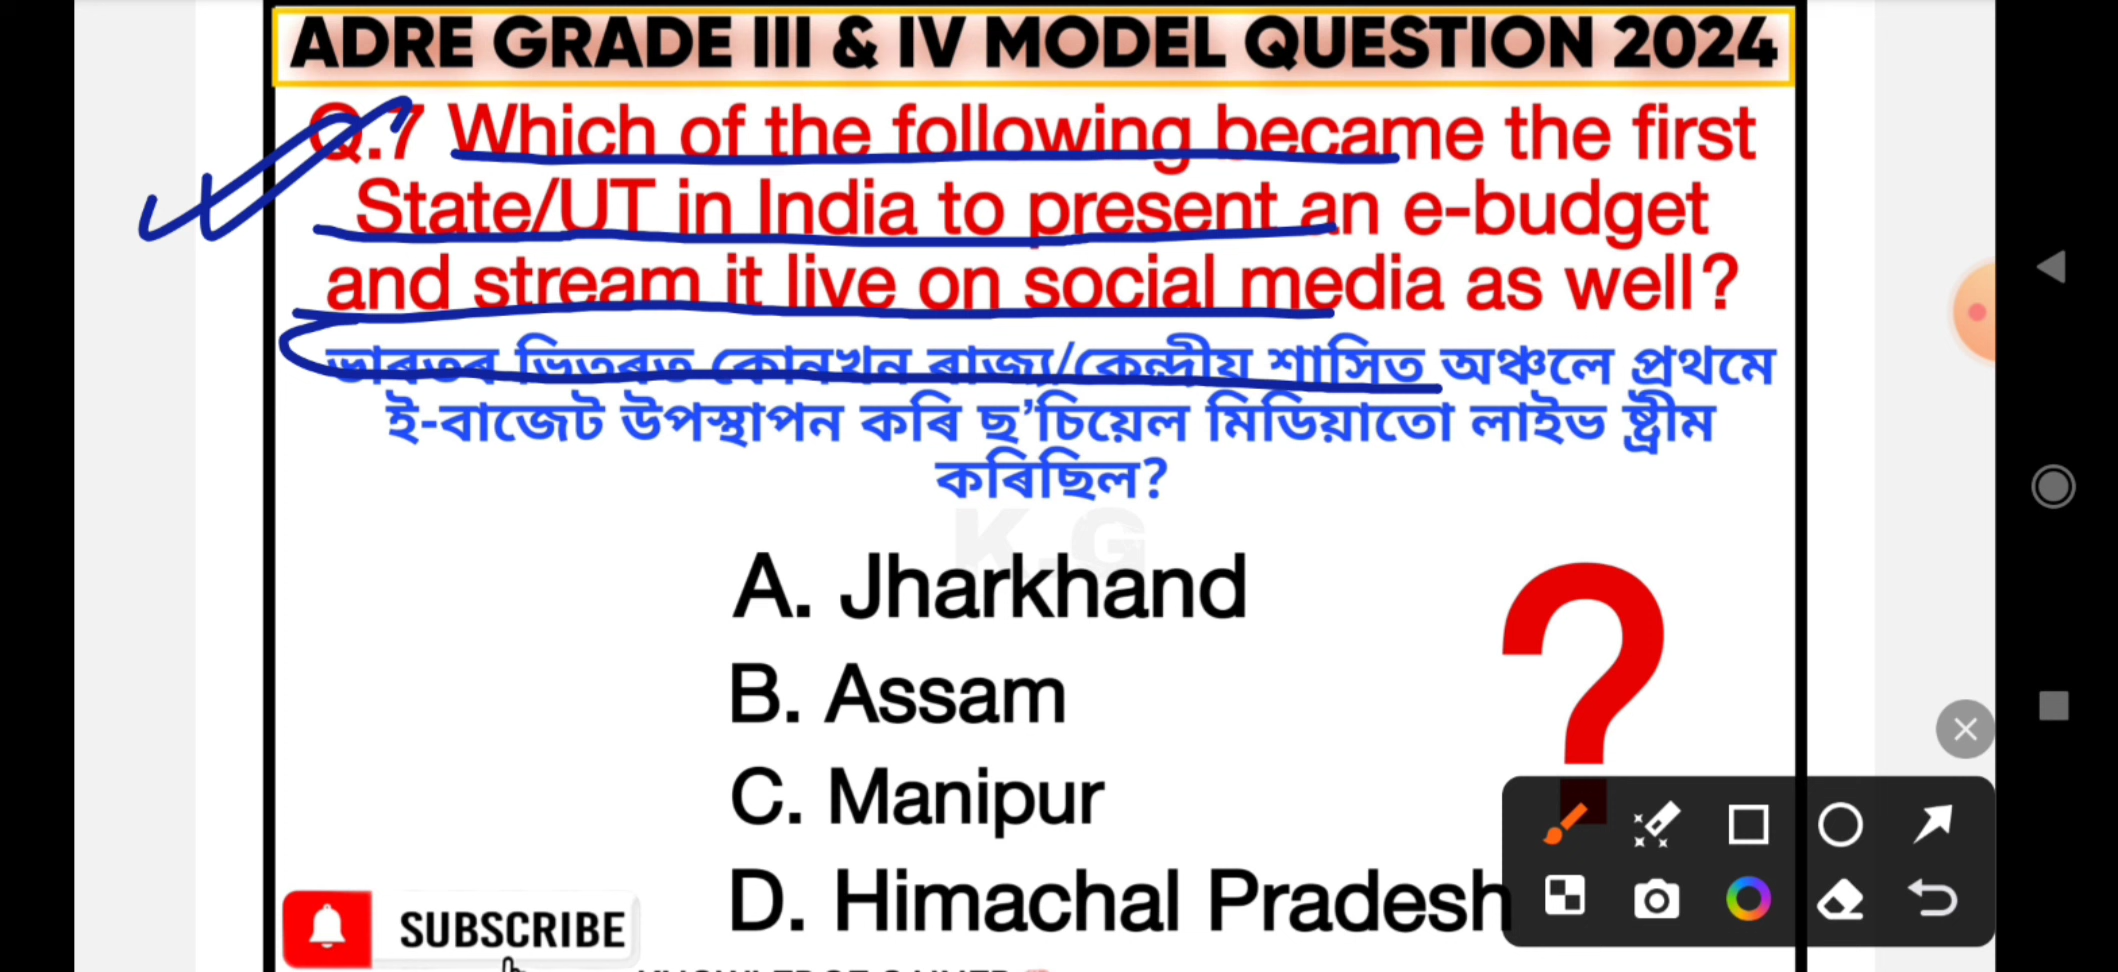 ADRE GRADE III & IV MODEL QUESTION 2024
Q.7 Which of the following became the first
State/UT in India to present an e-budget
and stream it live on social media as well?
ভাৰতৰ ভিতৰত কোনখন ৰাজ্য/কেন্দ্ৰীয় শাসিত অঞ্চলে প্ৰথমে
ই-বাজেট উপস্থাপন কৰি ছ’চিয়েল মিডিয়াতো লাইভ ষ্ট্ৰীম
কৰিছিল?
K.G
A. Jharkhand
B. Assam
C. Manipur
D. Himachal Pradesh
SUBSCRIBE